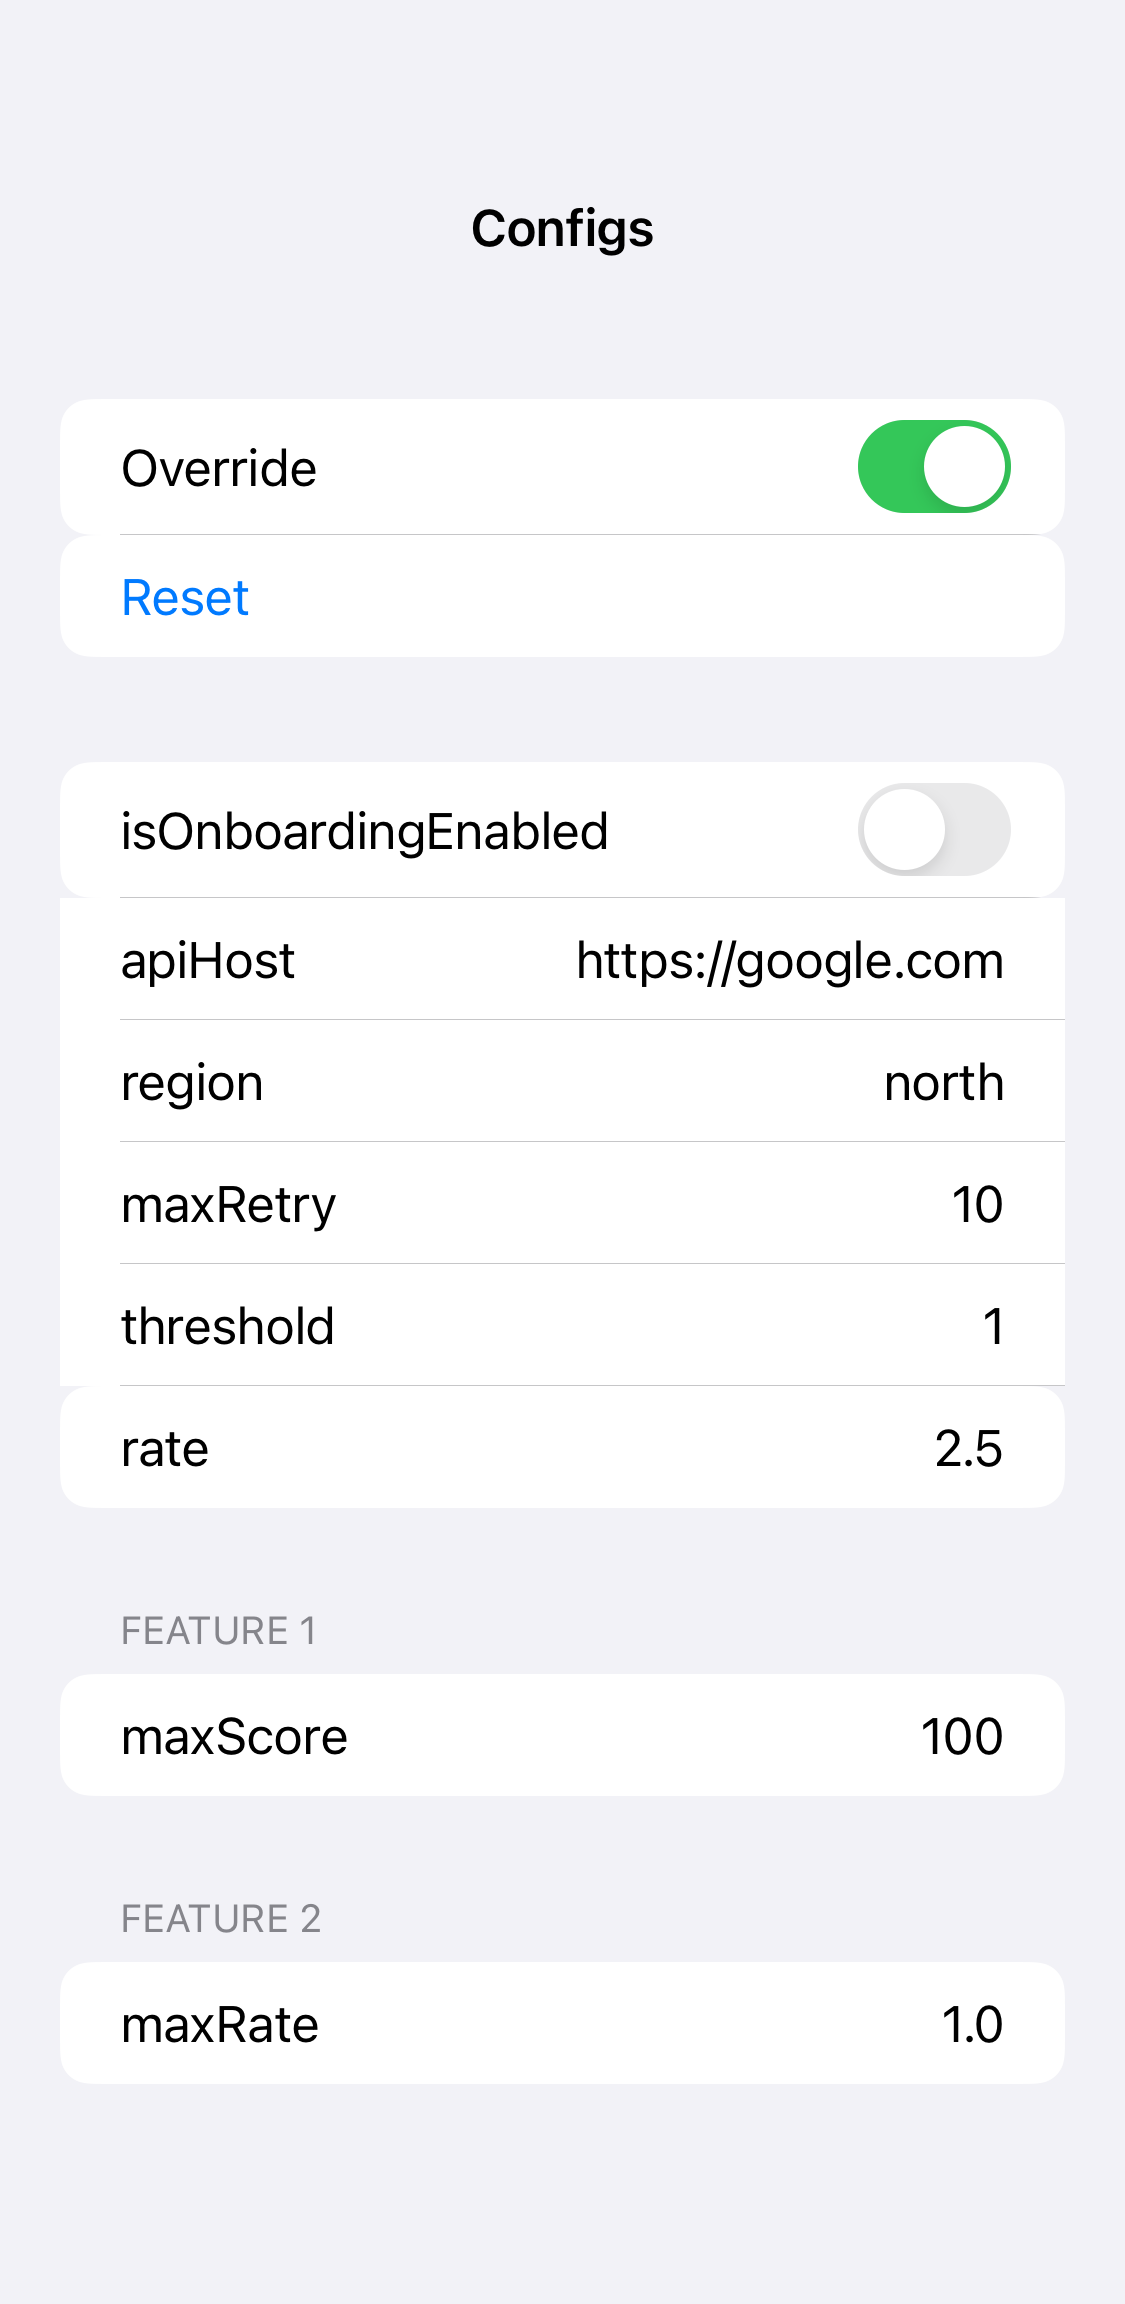 Configs
Override
Reset
isOnboardingEnabled
apiHost https://google.com
region north
maxRetry 10
threshold 1
rate 2.5
FEATURE 1
maxScore 100
FEATURE 2
maxRate 1.0